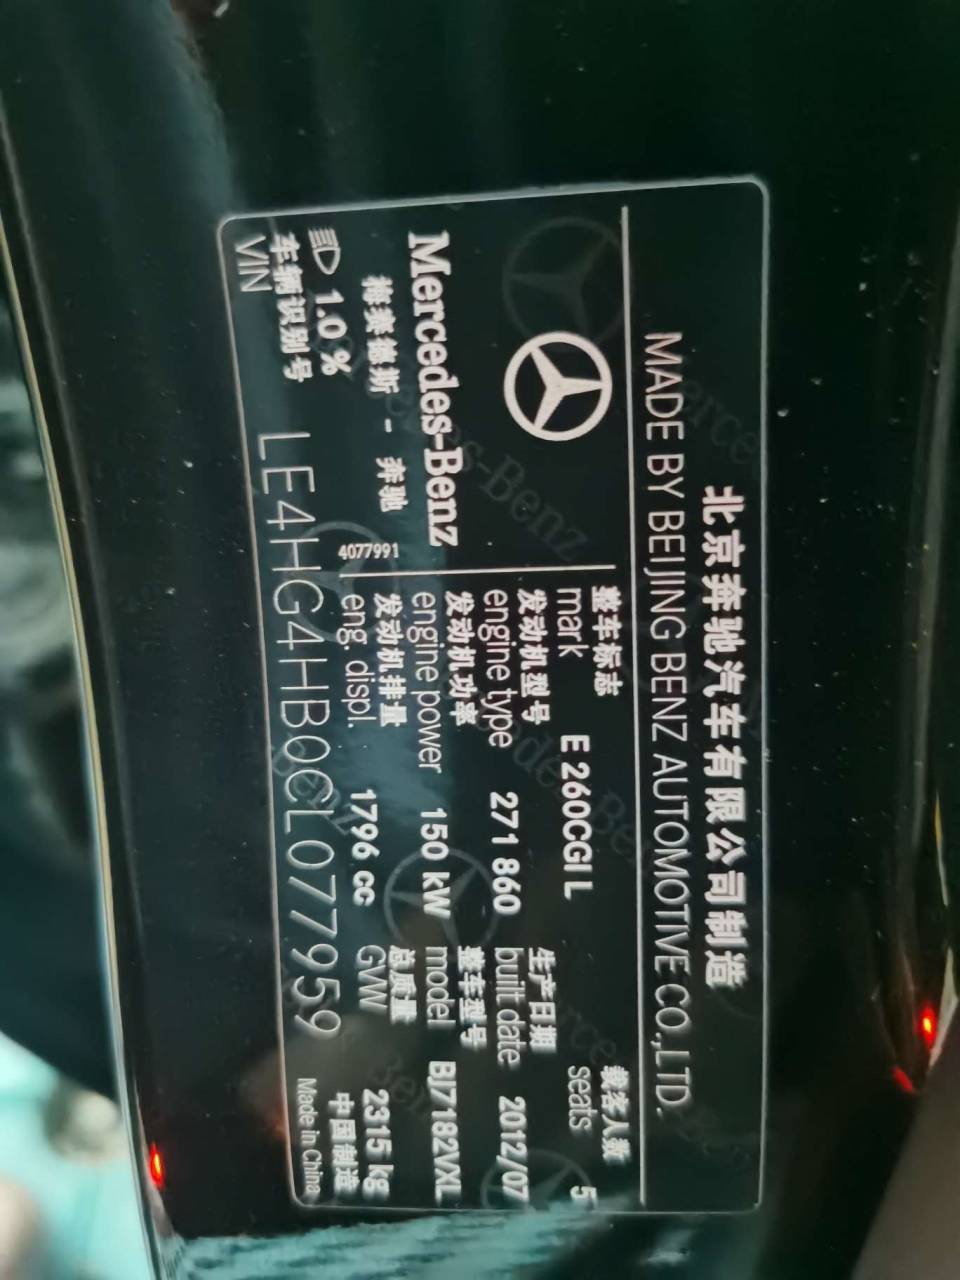 北京奔驰汽车有限公司制造
MADE BY BEIJING BENZ AUTOMOTIVE CO.,LTD.
整车标志
mark E 260CGI L
载客人数
seats 5
发动机型号
engine type 271 860
生产日期
built date 2012/07
发动机功率
engine power 150 kW
整车型号
model BJ7182VXL
发动机排量
eng. displ. 1796 cc
总质量
GVW 2315 kg
Mercedes-Benz
梅赛德斯 - 奔驰
4077991
1.0 %
车辆识别号
VIN LE4HG4HB0CL077959
中国制造
Made in China